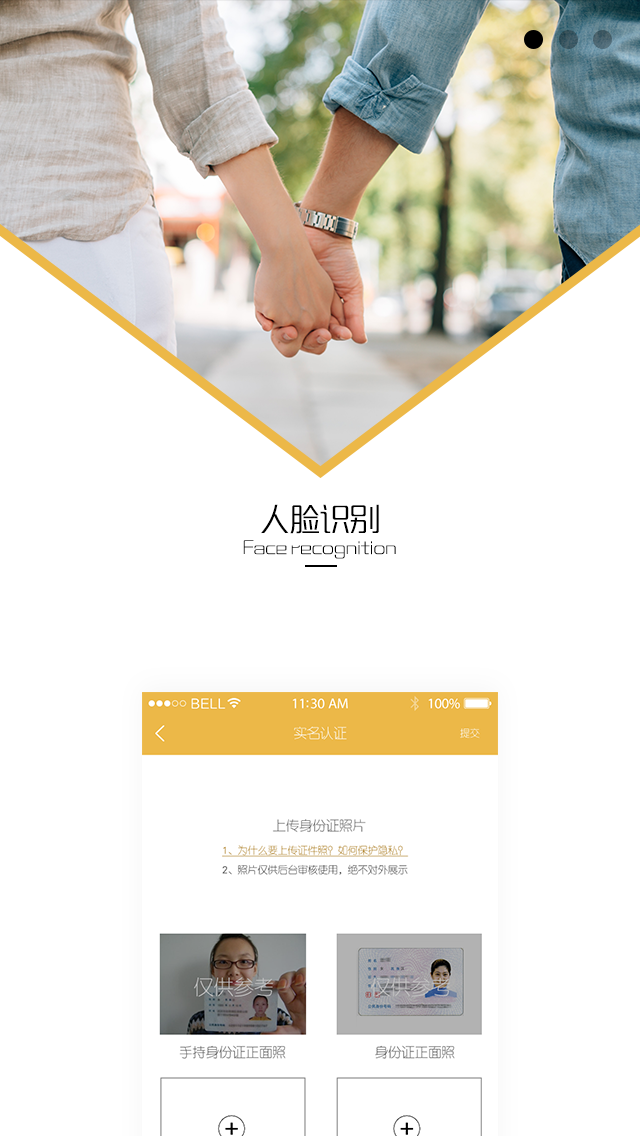 人脸识别
Face recognition
BELL 11:30 AM 100%
实名认证 提交
上传身份证照片
1、为什么要上传证件照？如何保护隐私？
2、照片仅供后台审核使用，绝不对外展示
仅供参考 仅供参考
手持身份证正面照 身份证正面照